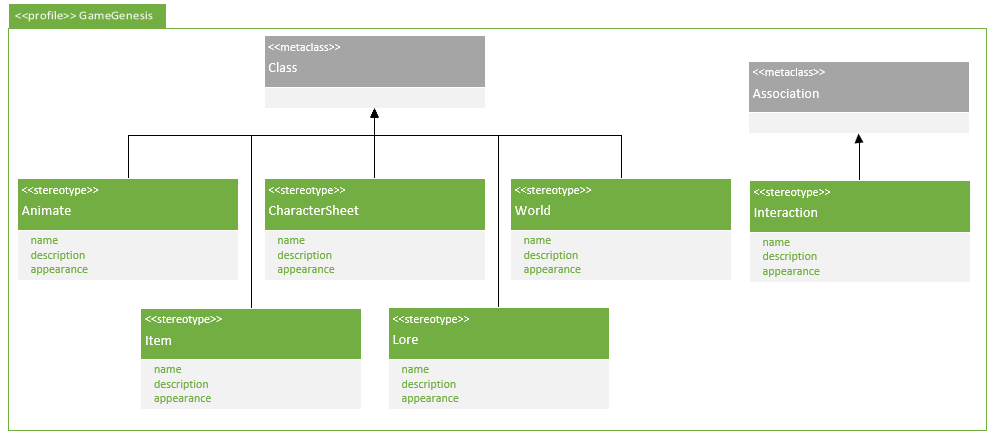 <<profile>> GameGenesis
<<metaclass>>
Class
<<metaclass>>
Association
<<stereotype>>
Animate
name
description
appearance
<<stereotype>>
CharacterSheet
name
description
appearance
<<stereotype>>
World
name
description
appearance
<<stereotype>>
Interaction
name
description
appearance
<<stereotype>>
Item
name
description
appearance
<<stereotype>>
Lore
name
description
appearance